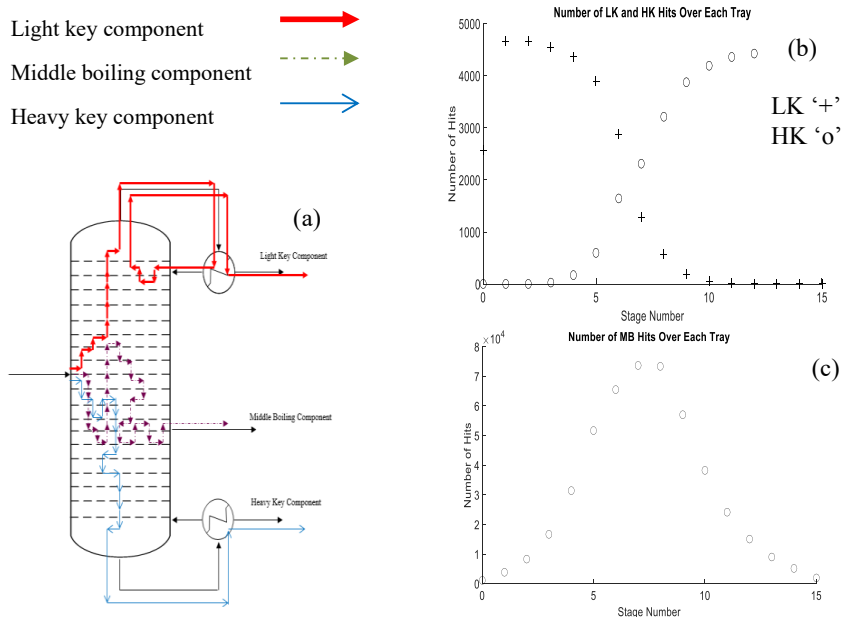 Light key component
Middle boiling component
Heavy key component
(a)
Light Key Component
Middle Boiling Component
Heavy Key Component
Number of LK and HK Hits Over Each Tray
(b)
LK ‘+’
HK ‘o’
5000
4000
3000
2000
1000
0
Number of Hits
0 5 10 15
Stage Number
Number of MB Hits Over Each Tray
(c)
×10⁴
8
7
6
5
4
3
2
1
0
Number of Hits
0 5 10 15
Stage Number